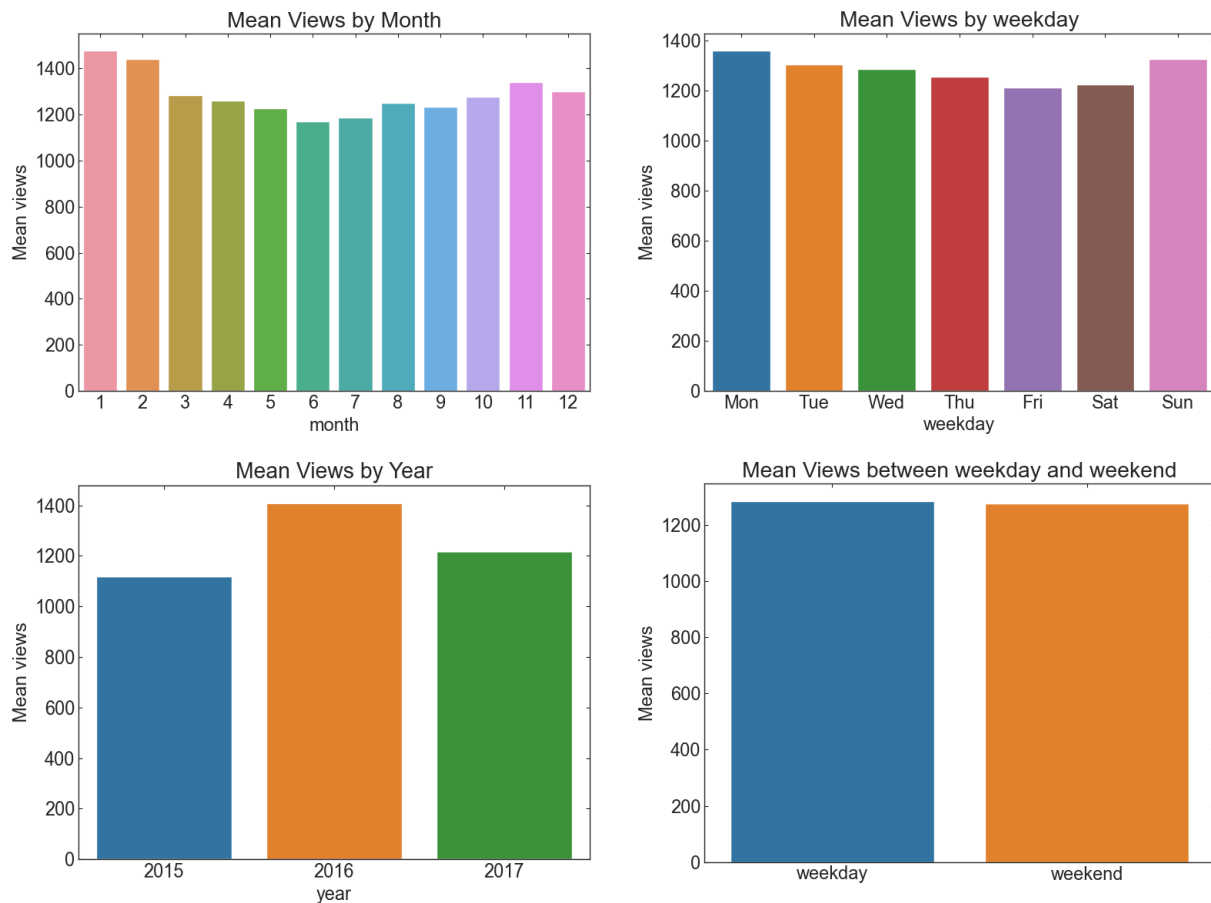 Mean Views by Month
Mean views
1400
1200
1000
800
600
400
200
0
1 2 3 4 5 6 7 8 9 10 11 12
month
Mean Views by weekday
Mean views
1400
1200
1000
800
600
400
200
0
Mon Tue Wed Thu Fri Sat Sun
weekday
Mean Views by Year
Mean views
1400
1200
1000
800
600
400
200
0
2015 2016 2017
year
Mean Views between weekday and weekend
Mean views
1200
1000
800
600
400
200
0
weekday weekend